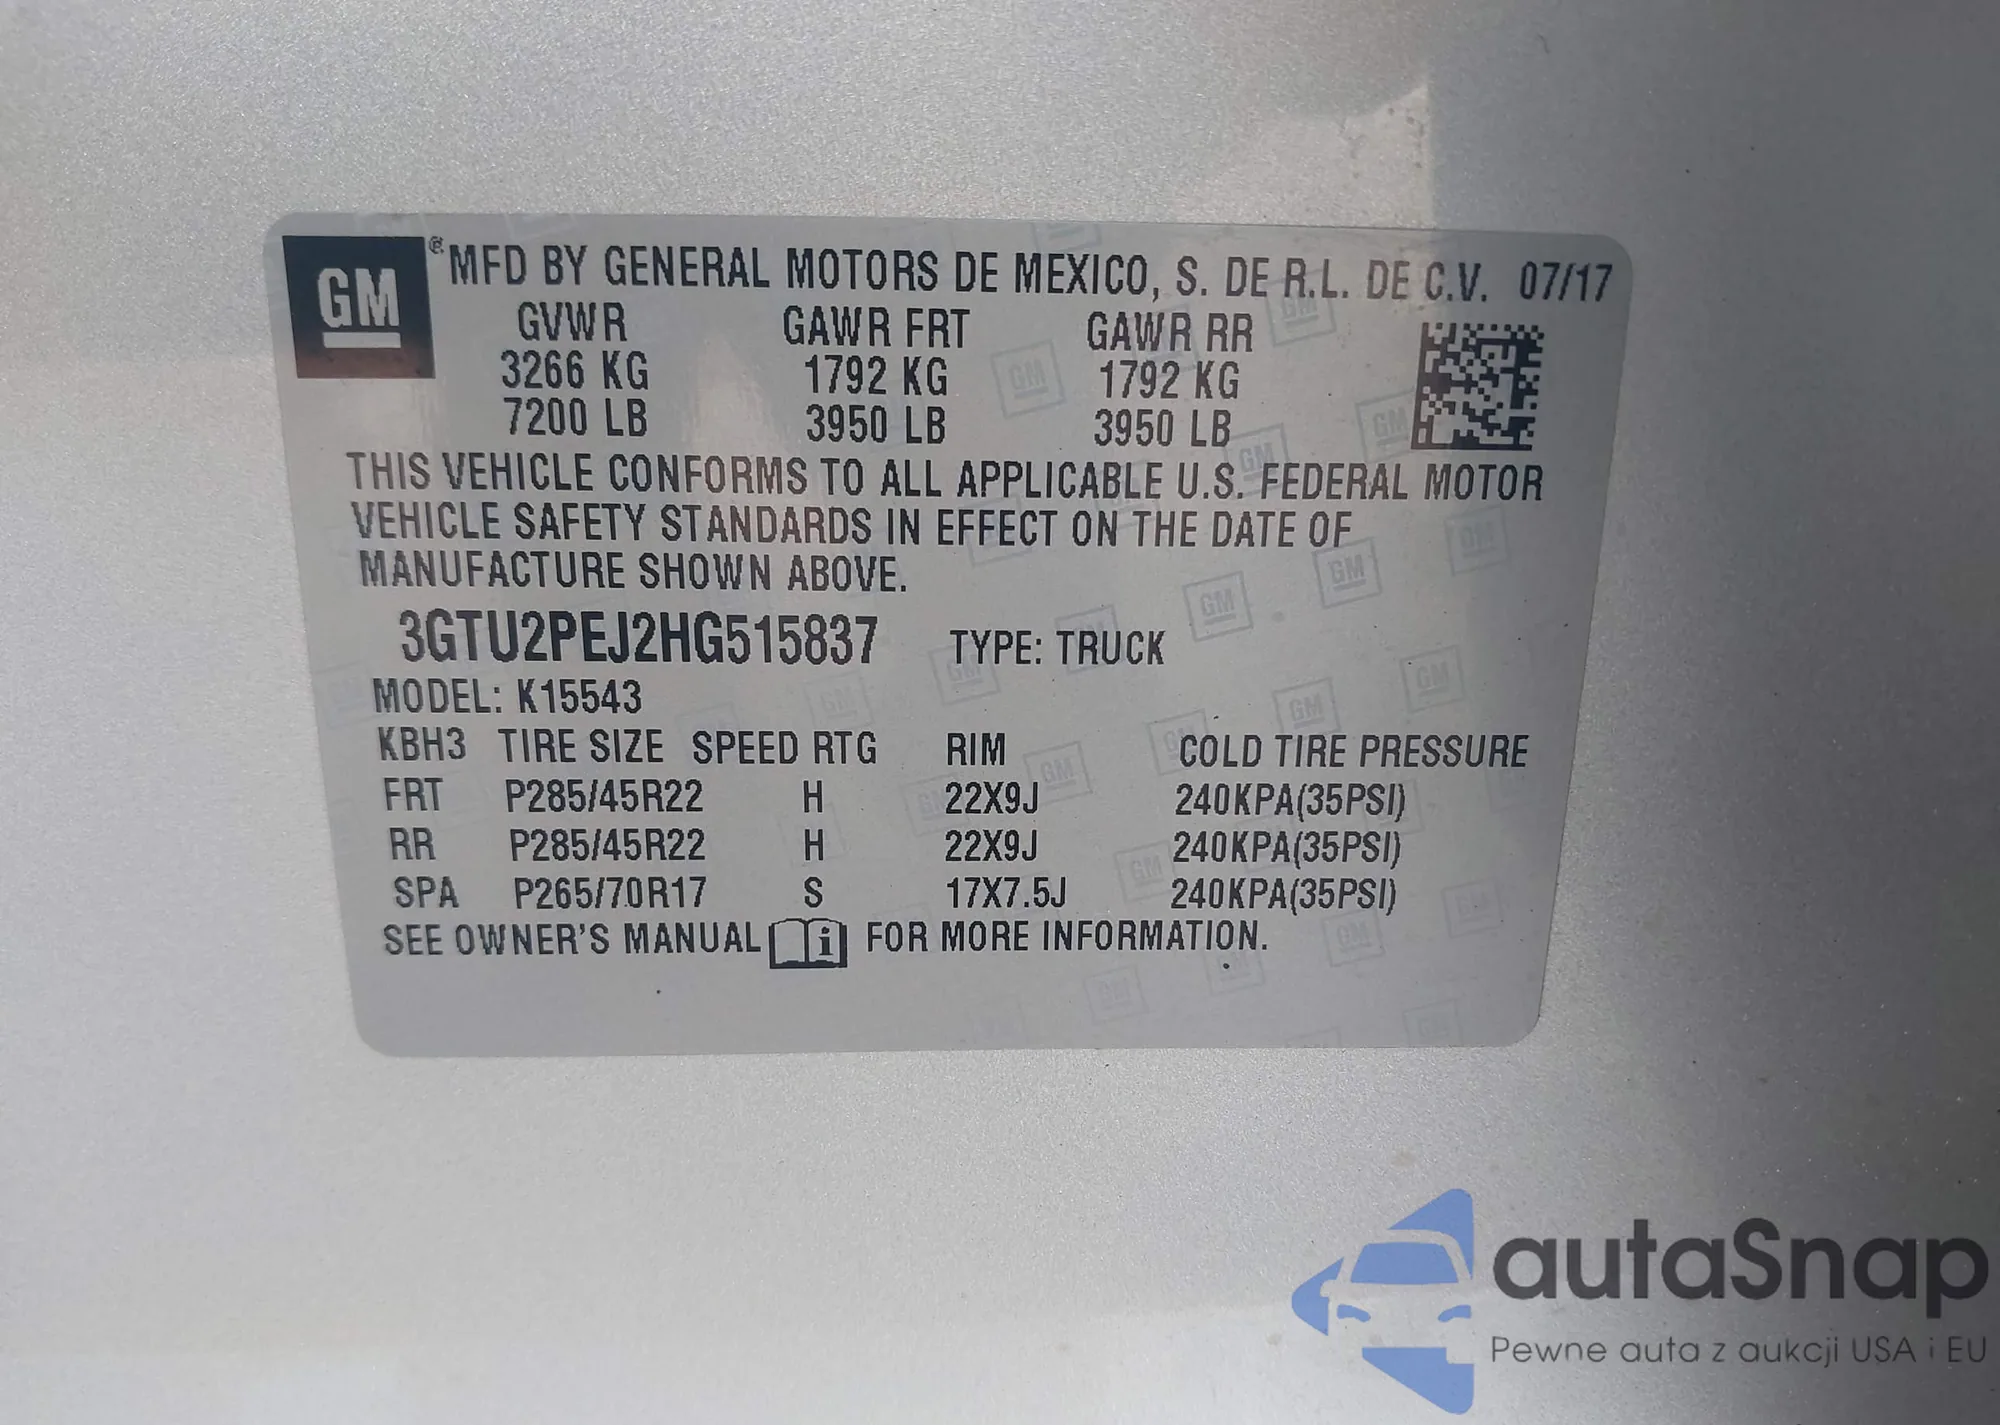 GM
® MFD BY GENERAL MOTORS DE MEXICO, S. DE R.L. DE C.V. 07/17
GVWR GAWR FRT GAWR RR
3266 KG 1792 KG 1792 KG
7200 LB 3950 LB 3950 LB
THIS VEHICLE CONFORMS TO ALL APPLICABLE U.S. FEDERAL MOTOR
VEHICLE SAFETY STANDARDS IN EFFECT ON THE DATE OF
MANUFACTURE SHOWN ABOVE.
3GTU2PEJ2HG515837 TYPE: TRUCK
MODEL: K15543
KBH3 TIRE SIZE SPEED RTG RIM COLD TIRE PRESSURE
FRT P285/45R22 H 22X9J 240KPA(35PSI)
RR P285/45R22 H 22X9J 240KPA(35PSI)
SPA P265/70R17 S 17X7.5J 240KPA(35PSI)
SEE OWNER'S MANUAL i FOR MORE INFORMATION.
autaSnap
Pewne auta z aukcji USA i EU